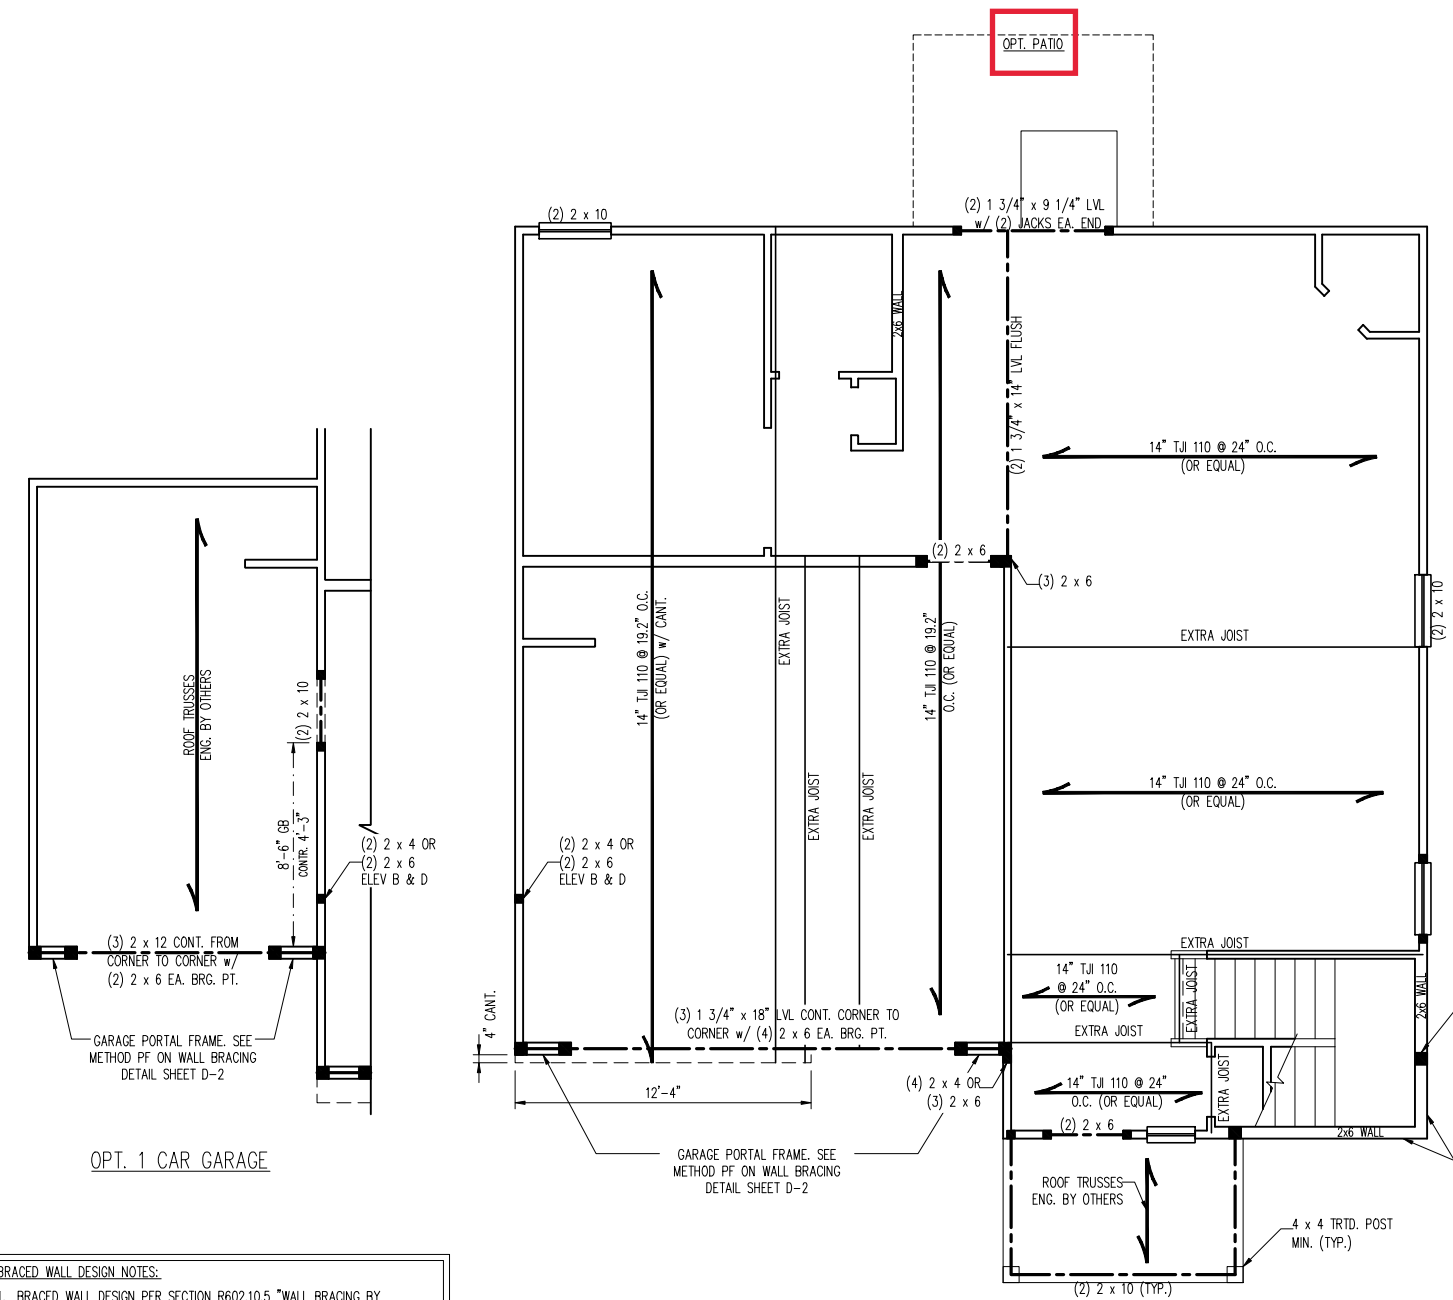 OPT. PATIO
(2) 1 3/4" x 9 1/4" LVL
w/ (2) JACKS EA. END
(2) 2 x 10
2x6 WALL
(2) 1 3/4" x 14" LVL FLUSH
14" TJI 110 @ 24" O.C.
(OR EQUAL)
(2) 2 x 6
(3) 2 x 6
(2) 2 x 10
14" TJI 110 @ 19.2" O.C.
(OR EQUAL) w/ CANT.
EXTRA JOIST
14" TJI 110 @ 19.2"
O.C. (OR EQUAL)
EXTRA JOIST
ROOF TRUSSES
ENG. BY OTHERS
(2) 2 x 10
EXTRA JOIST
EXTRA JOIST
14" TJI 110 @ 24" O.C.
(OR EQUAL)
8'-6" GB
CONTR. 4'-3"
(2) 2 x 4 OR
(2) 2 x 6
ELEV B & D
(2) 2 x 4 OR
(2) 2 x 6
ELEV B & D
(3) 2 x 12 CONT. FROM
CORNER TO CORNER w/
(2) 2 x 6 EA. BRG. PT.
EXTRA JOIST
14" TJI 110
@ 24" O.C.
(OR EQUAL)
EXTRA JOIST
2x6 WALL
4" CANT.
(3) 1 3/4" x 18" LVL CONT. CORNER TO
CORNER w/ (4) 2 x 6 EA. BRG. PT.
EXTRA JOIST
GARAGE PORTAL FRAME. SEE
METHOD PF ON WALL BRACING
DETAIL SHEET D-2
12'-4"
(4) 2 x 4 OR
(3) 2 x 6
14" TJI 110 @ 24"
O.C. (OR EQUAL)
EXTRA JOIST
(2) 2 x 6
2x6 WALL
OPT. 1 CAR GARAGE
GARAGE PORTAL FRAME. SEE
METHOD PF ON WALL BRACING
DETAIL SHEET D-2
ROOF TRUSSES
ENG. BY OTHERS
4 x 4 TRTD. POST
MIN. (TYP.)
(2) 2 x 10 (TYP.)
BRACED WALL DESIGN NOTES:
BRACED WALL DESIGN PER SECTION R602.10.5 "WALL BRACING BY